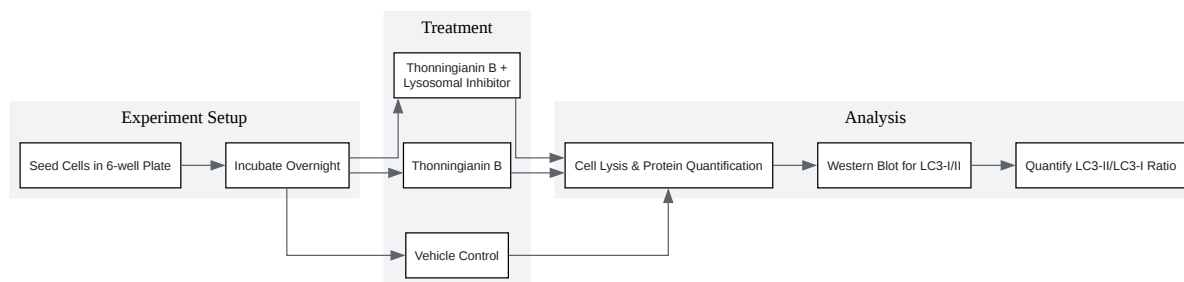 Treatment
Thonningianin B +
Lysosomal Inhibitor
Experiment Setup
Analysis
Seed Cells in 6-well Plate
Incubate Overnight
Thonningianin B
Cell Lysis & Protein Quantification
Western Blot for LC3-I/II
Quantify LC3-II/LC3-I Ratio
Vehicle Control